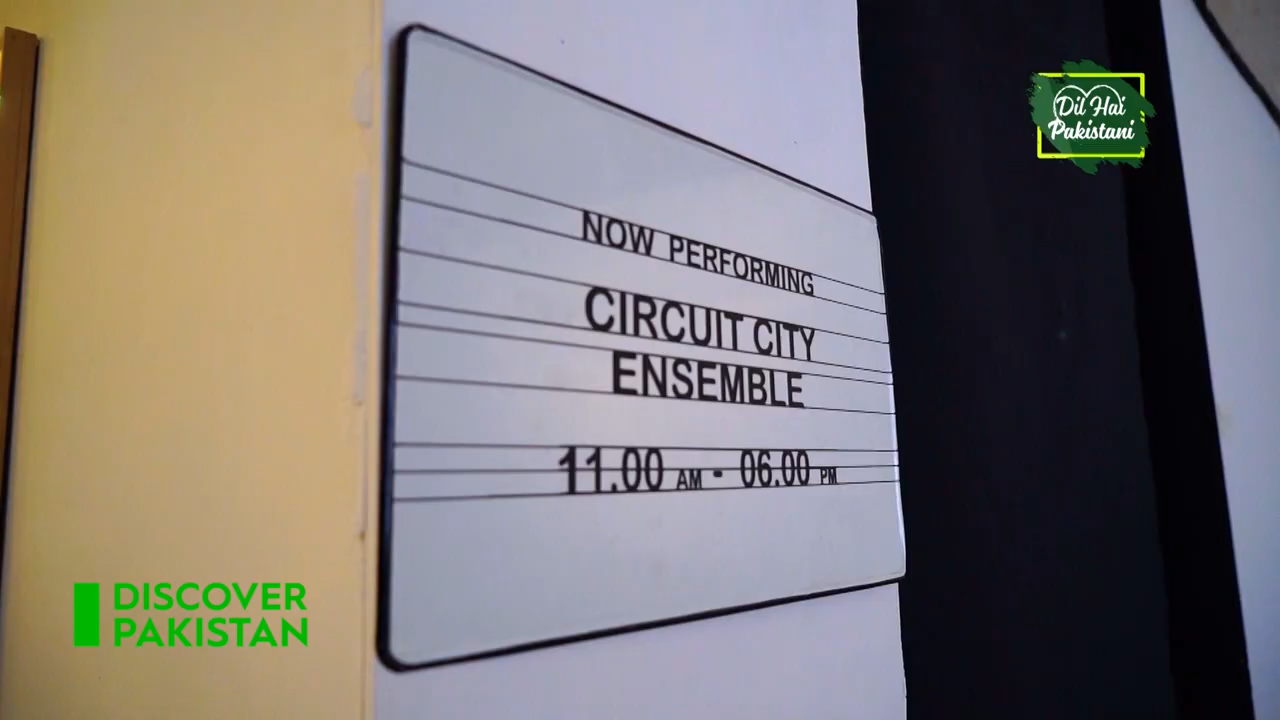 Dil Hai
Pakistani
NOW PERFORMING
CIRCUIT CITY
ENSEMBLE
11.00 AM - 06.00 PM
DISCOVER
PAKISTAN